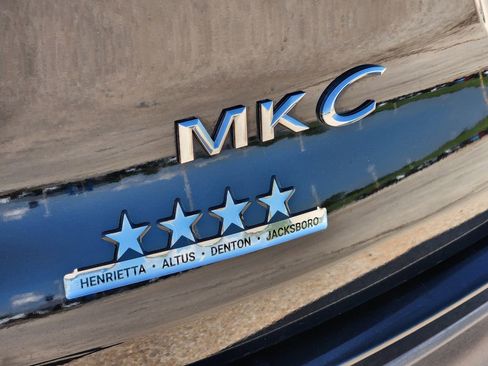 MKC
HENRIETTA • ALTUS • DENTON • JACKSBORO